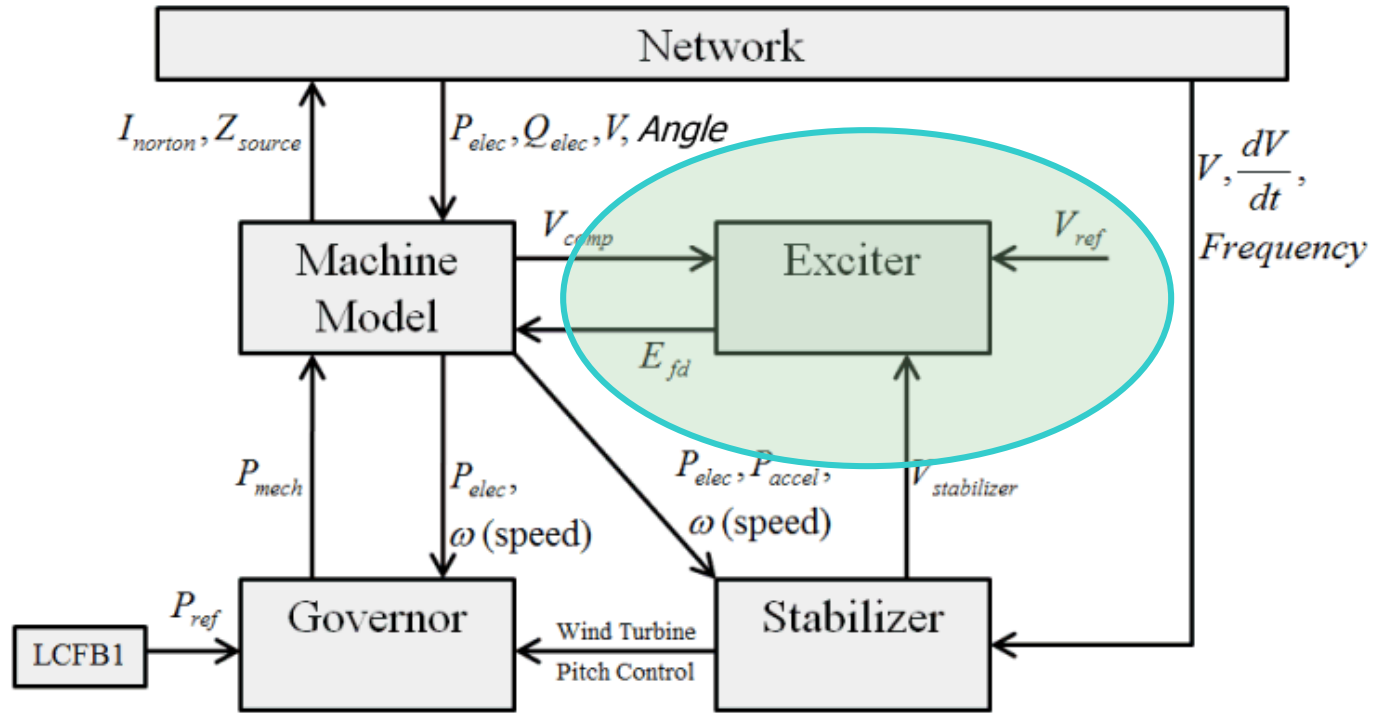 Network
I_norton, Z_source
P_elec, Q_elec, V, Angle
V, dV/dt,
Frequency
V_comp
V_ref
Machine
Model
Exciter
E_fd
P_mech
P_elec,
ω (speed)
P_elec, P_accel,
ω (speed)
V_stabilizer
P_ref
LCFB1
Governor
Wind Turbine
Pitch Control
Stabilizer